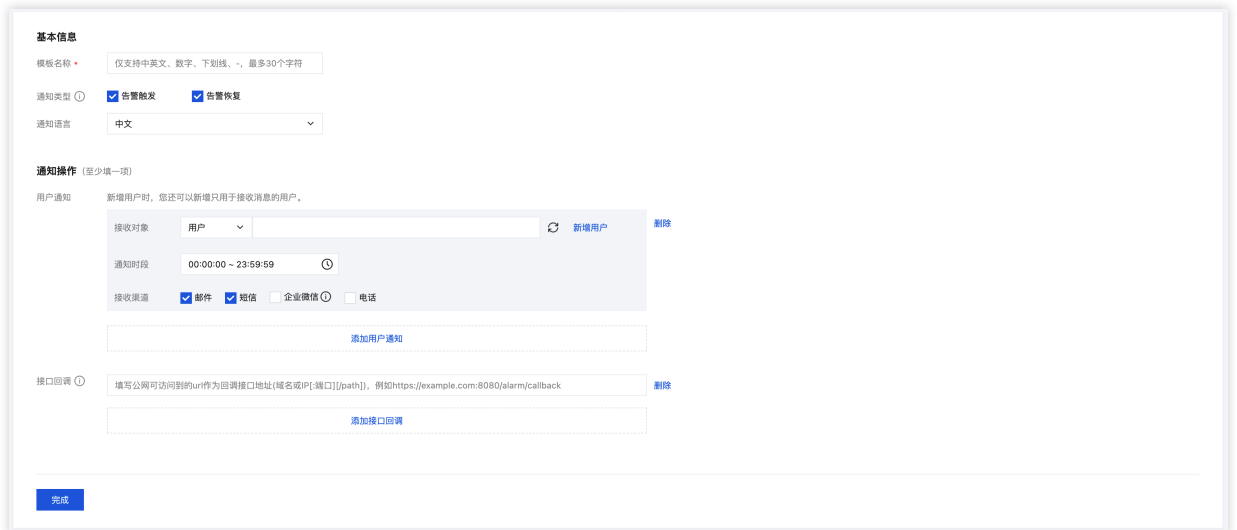 基本信息
模板名称 * 仅支持中英文、数字、下划线、-，最多30个字符
通知类型 告警触发 告警恢复
通知语言 中文
通知操作（至少填一项）
用户通知 新增用户时，您还可以新增只用于接收消息的用户。
接收对象 用户 新增用户 删除
通知时段 00:00:00 ~ 23:59:59
接收渠道 邮件 短信 企业微信 电话
添加用户通知
接口回调 填写公网可访问到的url作为回调接口地址(域名或IP[:端口][/path])，例如https://example.com:8080/alarm/callback 删除
添加接口回调
完成